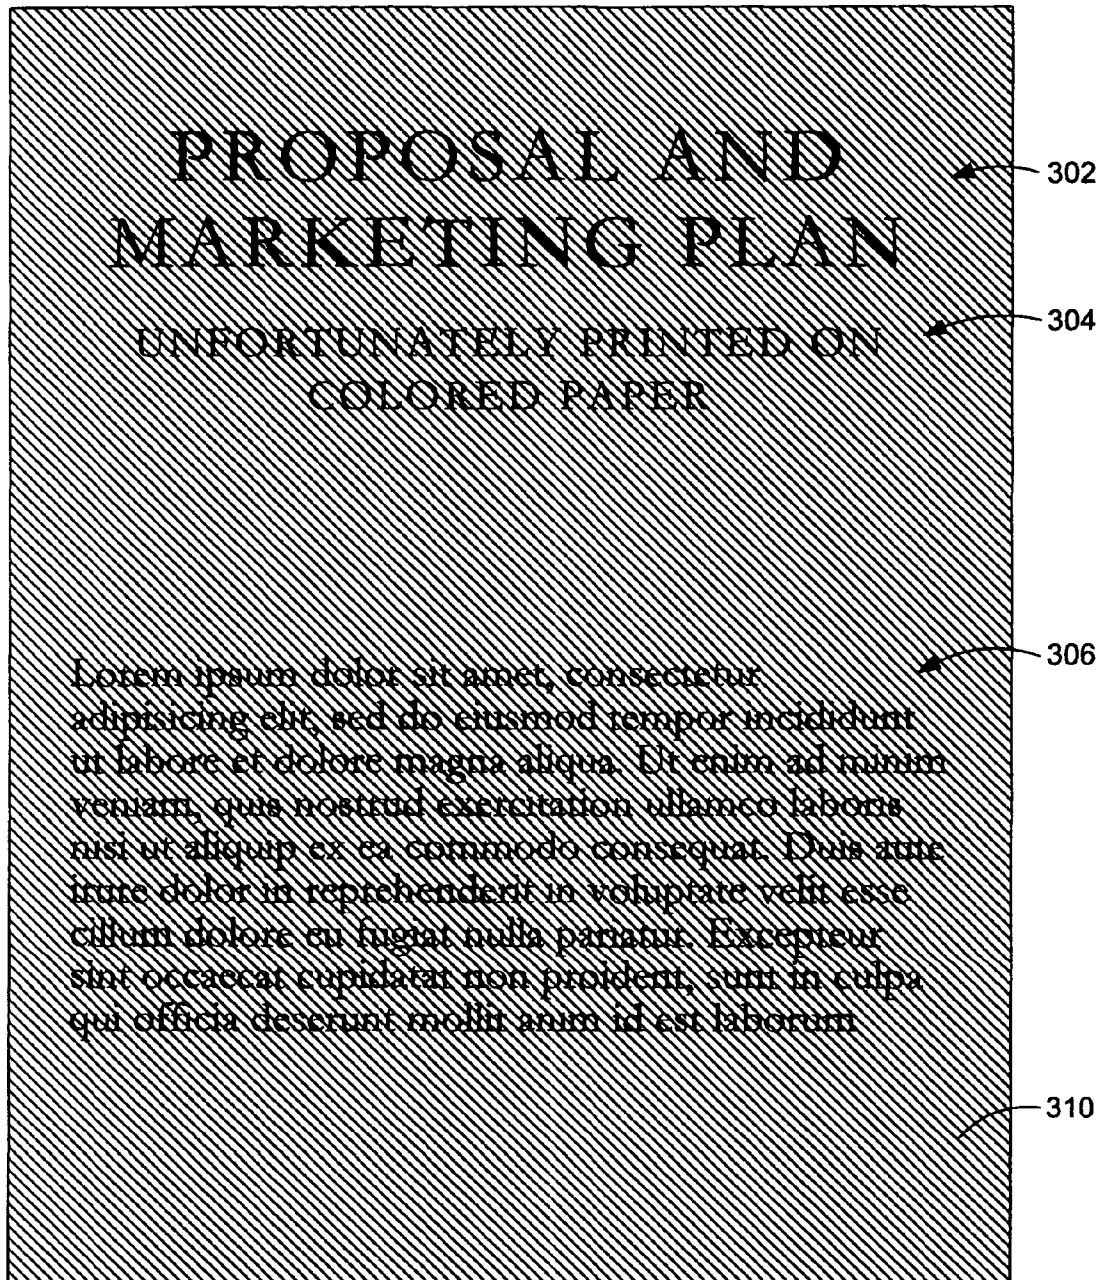 PROPOSAL AND
302
MARKETING PLAN
304
UNFORTUNATELY PRINTED ON
COLORED PAPER
306
Lorem ipsum dolor sit amet, consectetur
adipisicing elit, sed do eiusmod tempor incididunt
ut labore et dolore magna aliqua. Ut enim ad minim
veniam, quis nostrud exercitation ullamco laboris
nisi ut aliquip ex ea commodo consequat. Duis aute
irure dolor in reprehenderit in voluptate velit esse
cillum dolore eu fugiat nulla pariatur. Excepteur
sint occaecat cupidatat non proident, sunt in culpa
qui officia deserunt mollit anim id est laborum
310